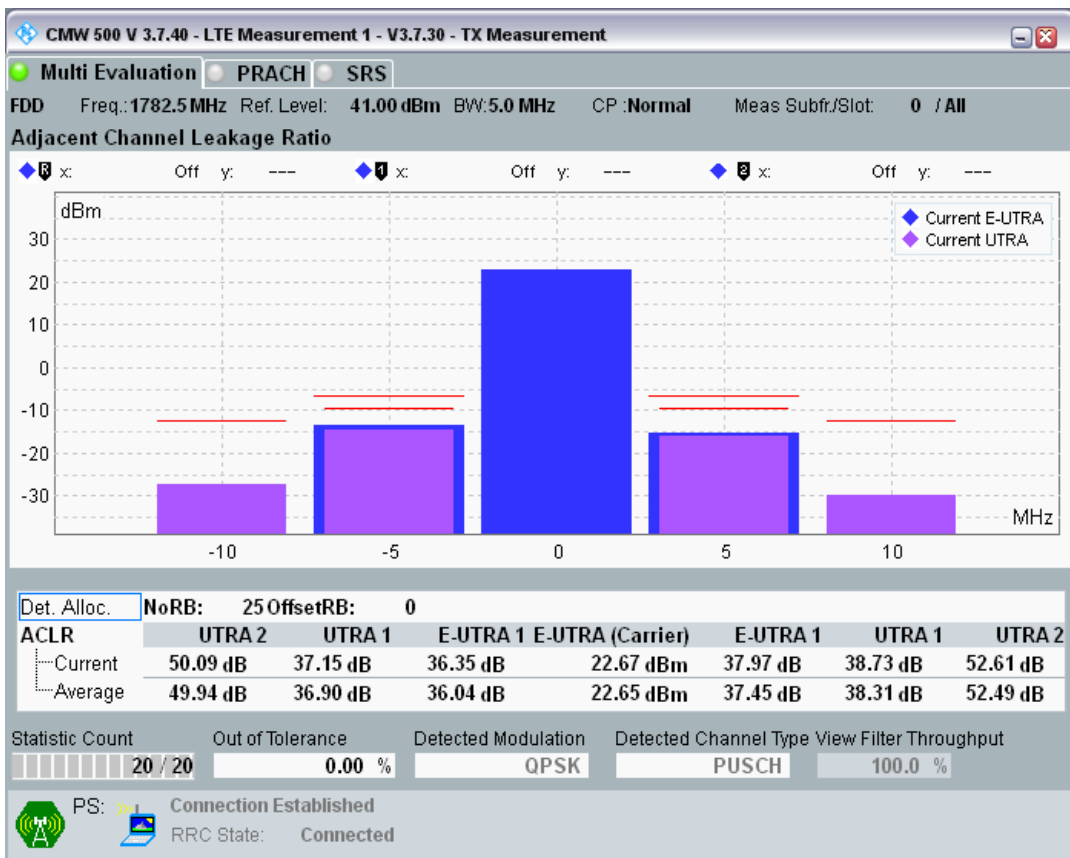 CMW 500 V 3.7.40 - LTE Measurement 1 - V3.7.30 - TX Measurement
Multi Evaluation PRACH SRS
FDD Freq.: 1782.5 MHz Ref. Level: 41.00 dBm BW: 5.0 MHz CP : Normal Meas Subfr./Slot: 0 / All
Adjacent Channel Leakage Ratio
R x: Off y: --- 1 x: Off y: --- 2 x: Off y: ---
dBm
Current E-UTRA
Current UTRA
30
20
10
0
-10
-20
-30
MHz
-10 -5 0 5 10
Det. Alloc. NoRB: 25 OffsetRB: 0
ACLR UTRA 2 UTRA 1 E-UTRA 1 E-UTRA (Carrier) E-UTRA 1 UTRA 1 UTRA 2
Current 50.09 dB 37.15 dB 36.35 dB 22.67 dBm 37.97 dB 38.73 dB 52.61 dB
Average 49.94 dB 36.90 dB 36.04 dB 22.65 dBm 37.45 dB 38.31 dB 52.49 dB
Statistic Count Out of Tolerance Detected Modulation Detected Channel Type View Filter Throughput
20 / 20 0.00 % QPSK PUSCH 100.0 %
PS: Connection Established
RRC State: Connected